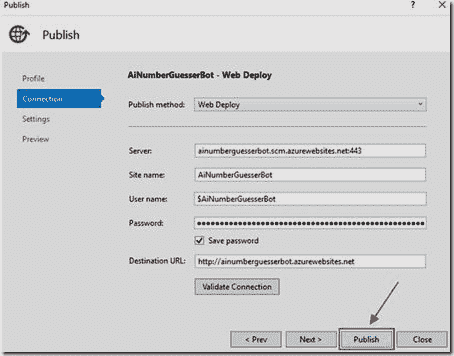 Publish
?
Publish
Profile
Connection
Settings
Preview
AiNumberGuesserBot - Web Deploy
Publish method: Web Deploy
Server: ainumberguesserbot.scm.azurewebsites.net:443
Site name: AiNumberGuesserBot
User name: $AiNumberGuesserBot
Password:
Save password
Destination URL: http://ainumberguesserbot.azurewebsites.net
Validate Connection
< Prev Next > Publish Close